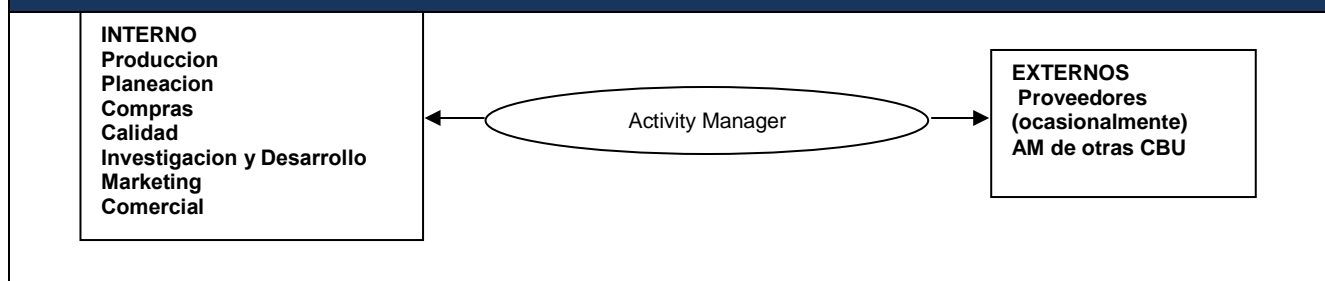 INTERNO
Produccion
Planeacion
Compras
Calidad
Investigacion y Desarrollo
Marketing
Comercial
Activity Manager
EXTERNOS
Proveedores
(ocasionalmente)
AM de otras CBU